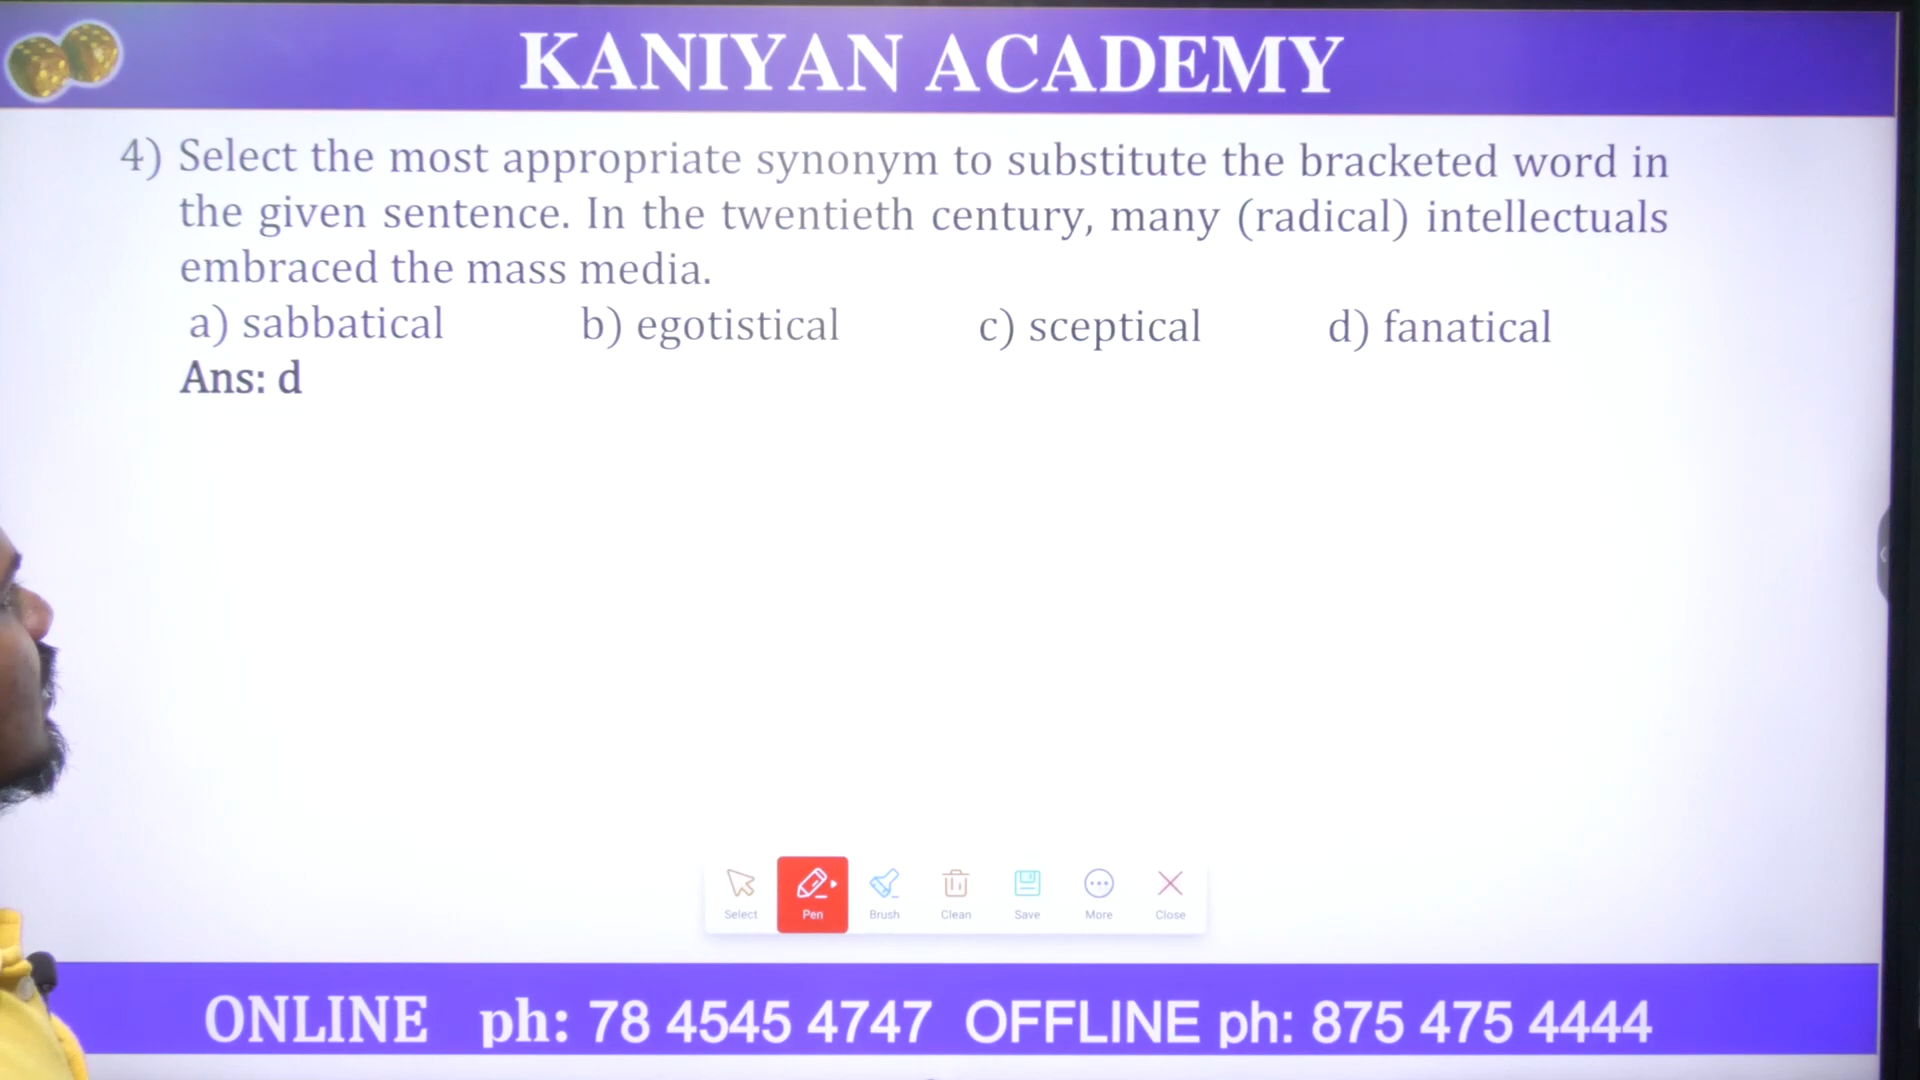 KANIYAN ACADEMY
4) Select the most appropriate synonym to substitute the bracketed word in
the given sentence. In the twentieth century, many (radical) intellectuals
embraced the mass media.
a) sabbatical b) egotistical c) sceptical d) fanatical
Ans: d
Select Pen Brush Clean Save More Close
ONLINE ph: 78 4545 4747 OFFLINE ph: 875 475 4444